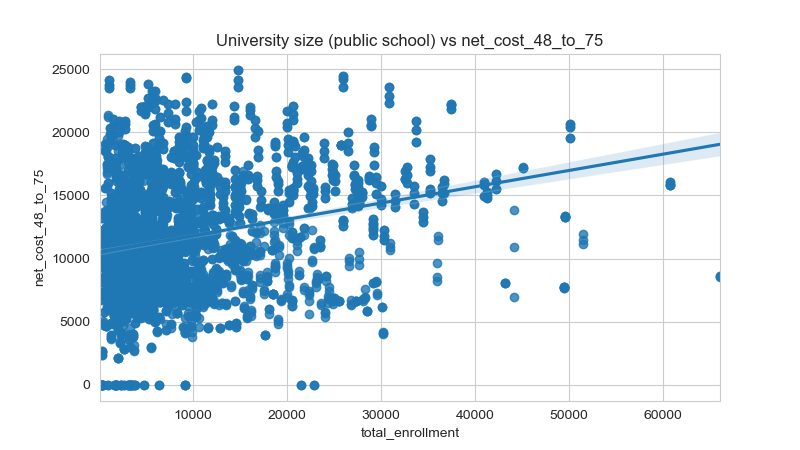 University size (public school) vs net_cost_48_to_75
net_cost_48_to_75
25000
20000
15000
10000
5000
0
10000 20000 30000 40000 50000 60000
total_enrollment